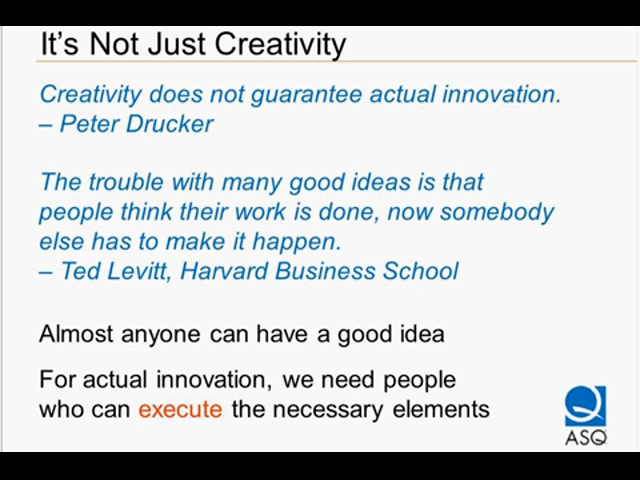 It's Not Just Creativity
Creativity does not guarantee actual innovation.
– Peter Drucker
The trouble with many good ideas is that
people think their work is done, now somebody
else has to make it happen.
– Ted Levitt, Harvard Business School
Almost anyone can have a good idea
For actual innovation, we need people
who can execute the necessary elements
ASQ